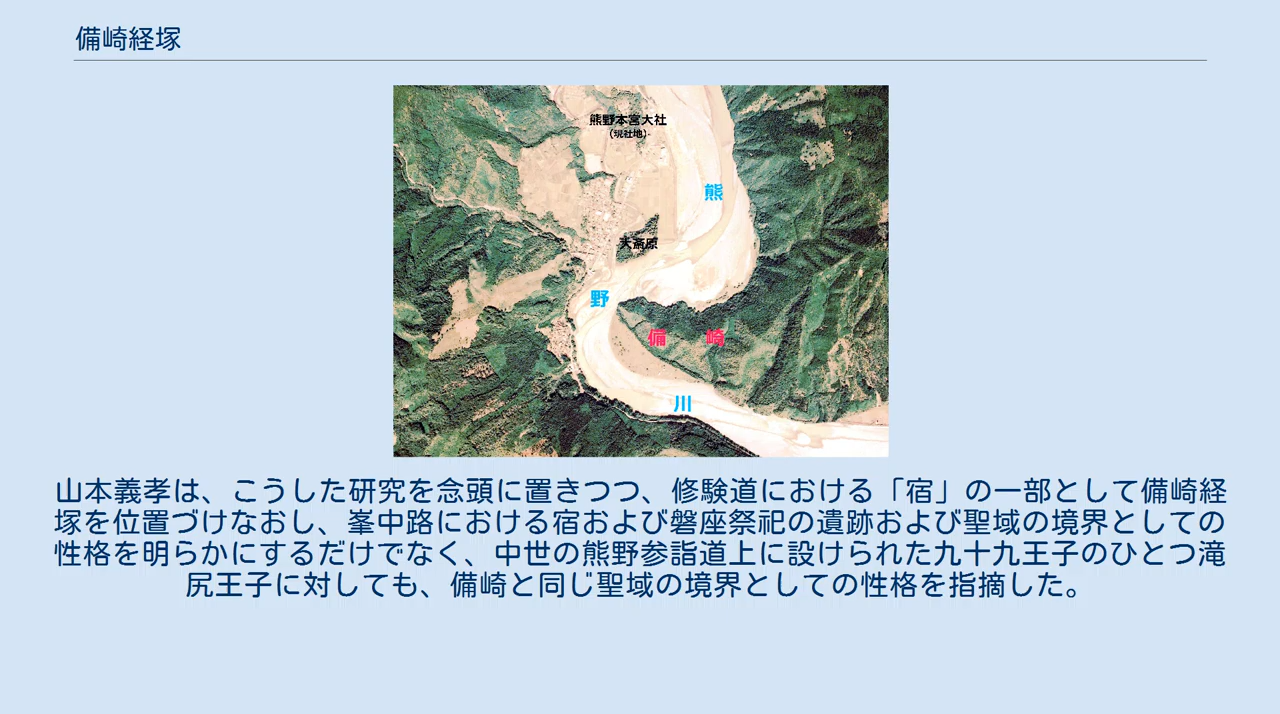 備崎経塚
熊野本宮大社
(現社地)
熊
大斎原
野
備 崎
川
山本義孝は、こうした研究を念頭に置きつつ、修験道における「宿」の一部として備崎経
塚を位置づけなおし、峯中路における宿および磐座祭祀の遺跡および聖域の境界としての
性格を明らかにするだけでなく、中世の熊野参詣道上に設けられた九十九王子のひとつ滝
尻王子に対しても、備崎と同じ聖域の境界としての性格を指摘した。